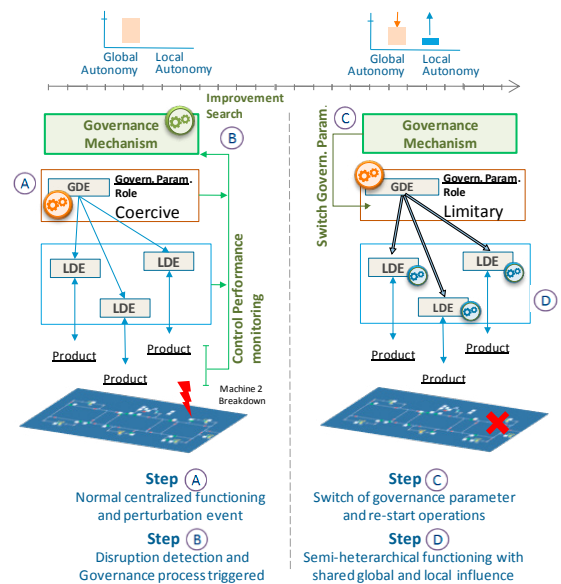 Global
Autonomy
Local
Autonomy
Global
Autonomy
Local
Autonomy
Improvement
Search
Governance
Mechanism
B
A
GDE
Govern. Param.
Role
Coercive
LDE
LDE
LDE
Control Performance
monitoring
Product
Product
Product
Machine 2
Breakdown
Step A
Normal centralized functioning
and perturbation event
Step B
Disruption detection and
Governance process triggered
C
Governance
Mechanism
Switch Govern. Param.
GDE
Govern. Param.
Role
Limitary
LDE
LDE
LDE
D
Product
Product
Product
Step C
Switch of governance parameter
and re-start operations
Step D
Semi-heterarchical functioning with
shared global and local influence